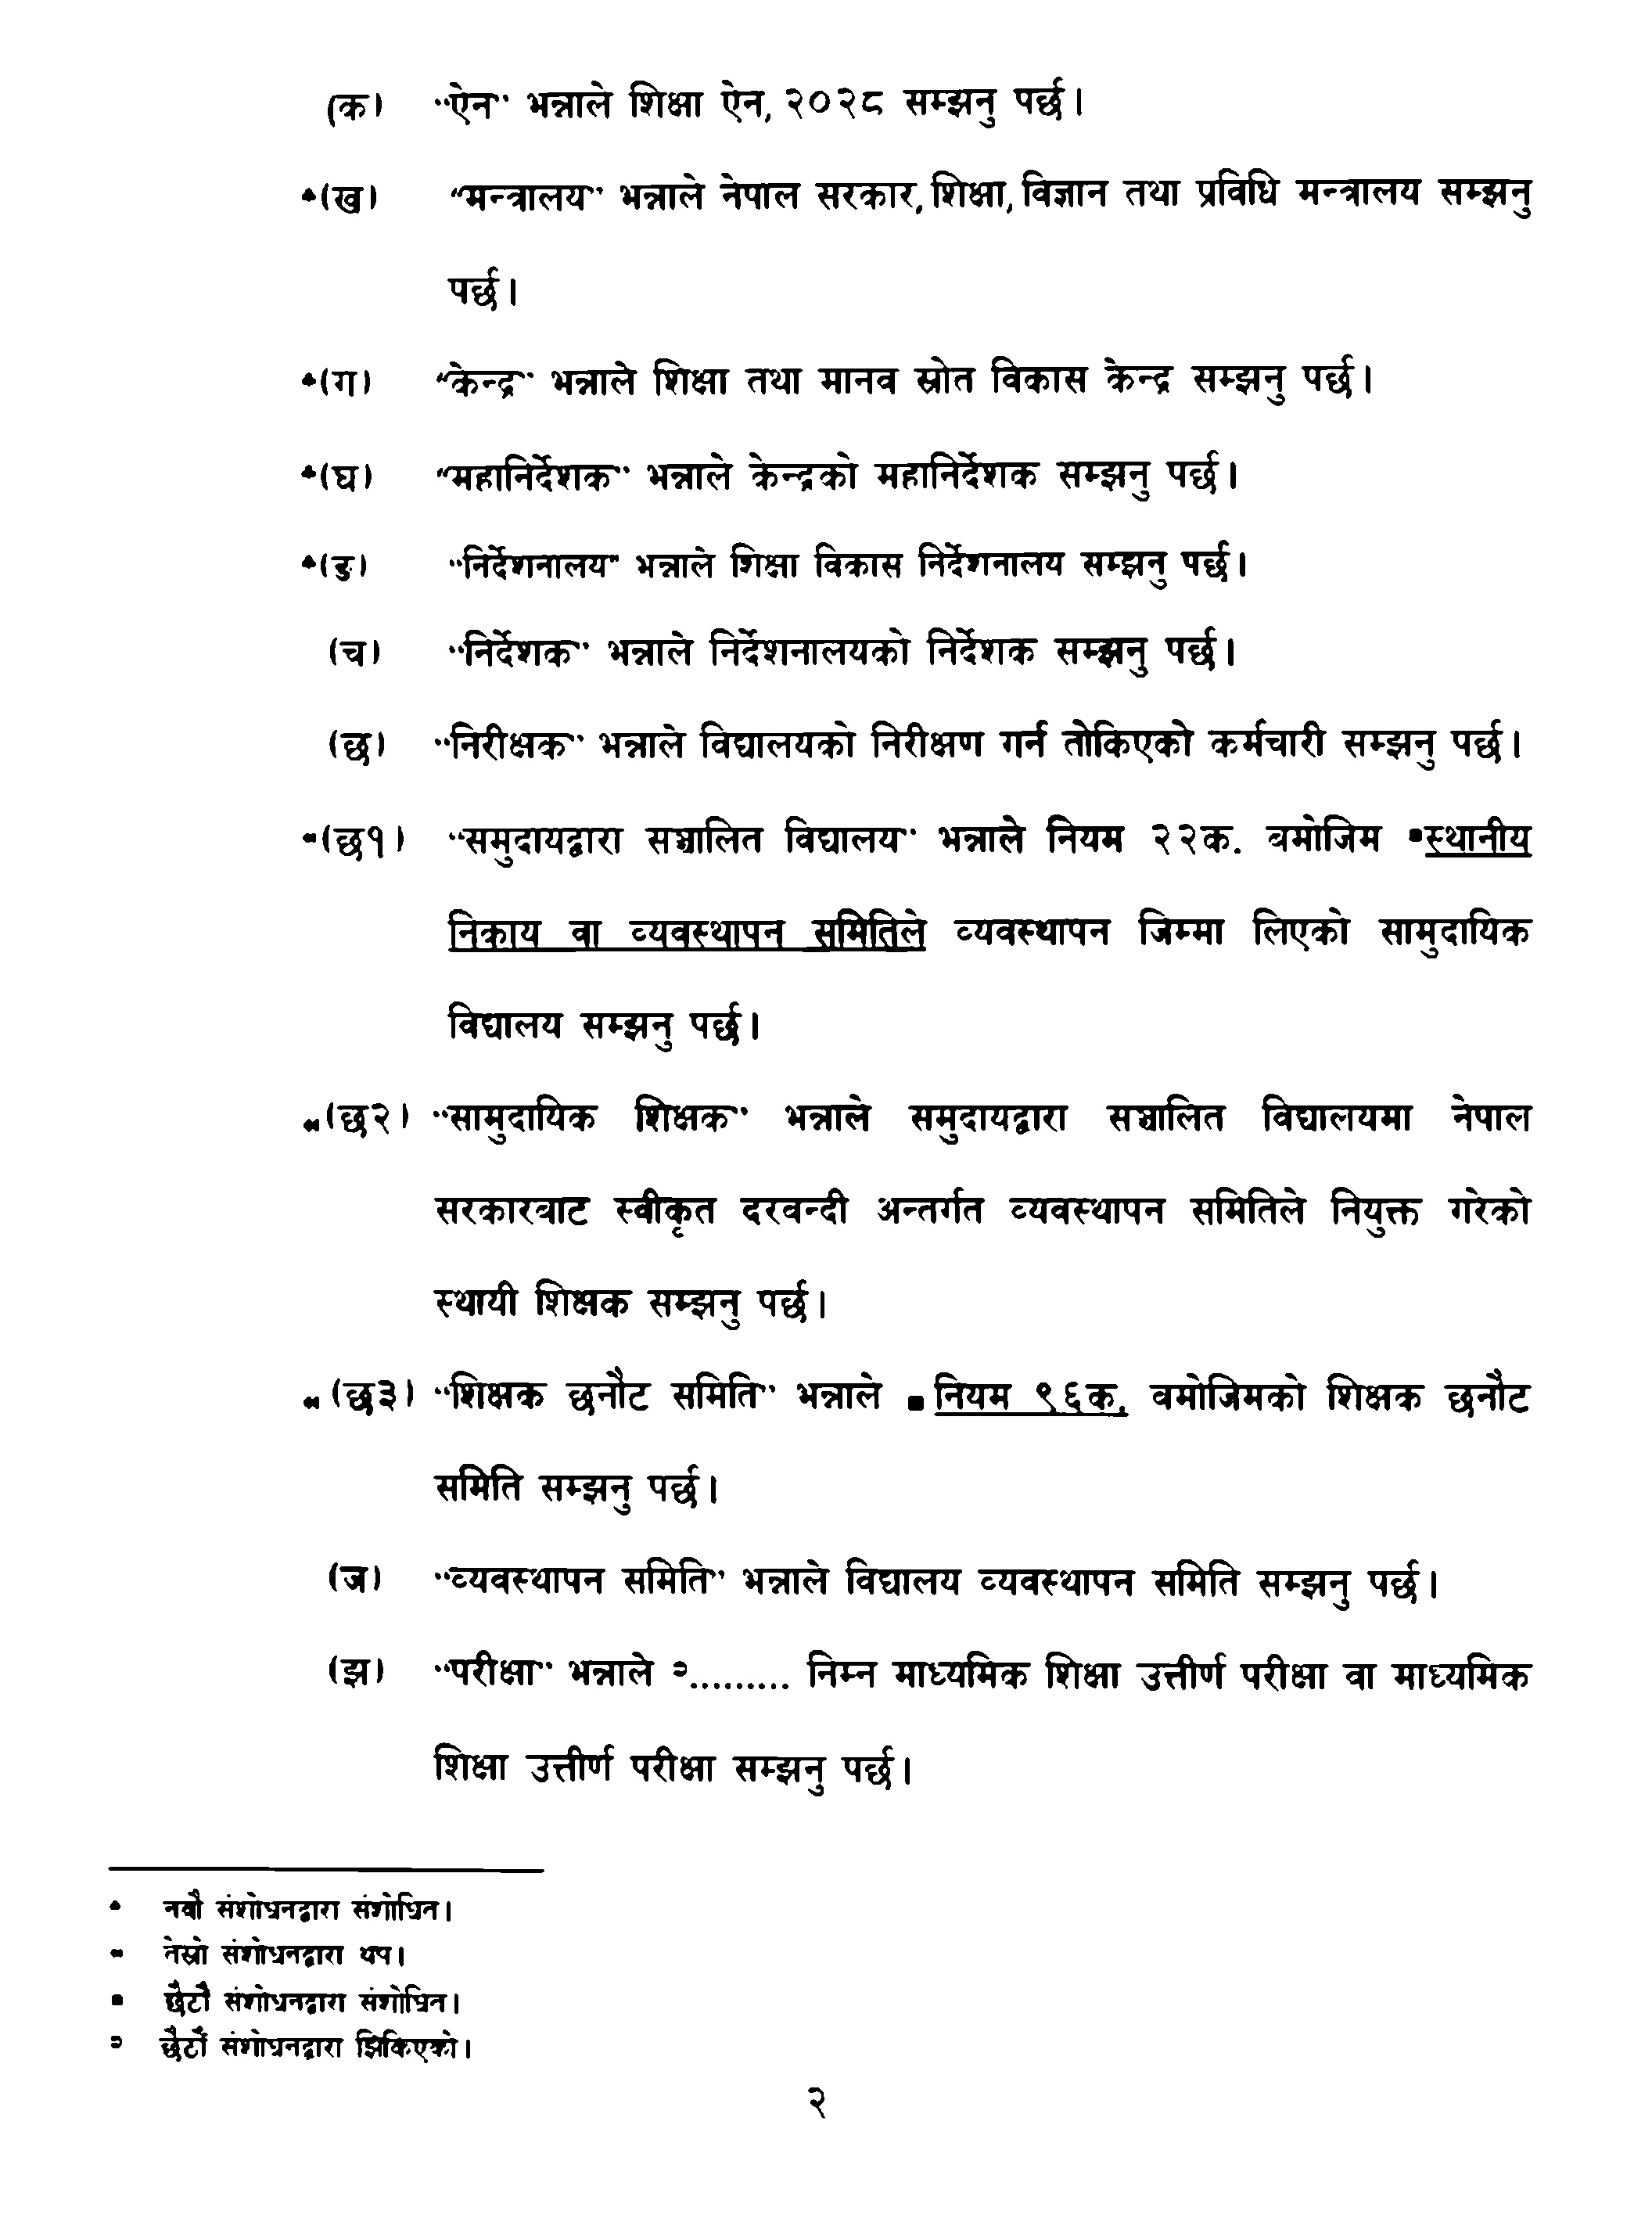 (क) "ऐन" भन्नाले शिक्षा ऐन, २०२८ सम्झनु पर्छ।
(ख) "मन्त्रालय" भन्नाले नेपाल सरकार, शिक्षा, विज्ञान तथा प्रविधि मन्त्रालय सम्झनु
पर्छ।
(ग) "केन्द्र" भन्नाले शिक्षा तथा मानव स्रोत विकास केन्द्र सम्झनु पर्छ।
(घ) "महानिर्देशक" भन्नाले केन्द्रको महानिर्देशक सम्झनु पर्छ।
(ङ) "निर्देशनालय" भन्नाले शिक्षा विकास निर्देशनालय सम्झनु पर्छ।
(च) "निर्देशक" भन्नाले निर्देशनालयको निर्देशक सम्झनु पर्छ।
(छ) "निरीक्षक" भन्नाले विद्यालयको निरीक्षण गर्न तोकिएको कर्मचारी सम्झनु पर्छ।
(छ१) "समुदायद्वारा सञ्चालित विद्यालय" भन्नाले नियम २२क. बमोजिम ▪स्थानीय
निकाय वा व्यवस्थापन समितिले व्यवस्थापन जिम्मा लिएको सामुदायिक
विद्यालय सम्झनु पर्छ।
(छ२) "सामुदायिक शिक्षक" भन्नाले समुदायद्वारा सञ्चालित विद्यालयमा नेपाल
सरकारबाट स्वीकृत दरबन्दी अन्तर्गत व्यवस्थापन समितिले नियुक्त गरेको
स्थायी शिक्षक सम्झनु पर्छ।
(छ३) "शिक्षक छनौट समिति" भन्नाले ▪नियम ९६क. बमोजिमको शिक्षक छनौट
समिति सम्झनु पर्छ।
(ज) "व्यवस्थापन समिति" भन्नाले विद्यालय व्यवस्थापन समिति सम्झनु पर्छ।
(झ) "परीक्षा" भन्नाले ......... निम्न माध्यमिक शिक्षा उत्तीर्ण परीक्षा वा माध्यमिक
शिक्षा उत्तीर्ण परीक्षा सम्झनु पर्छ।
नवौं संशोधनद्वारा संशोधित।
तेस्रो संशोधनद्वारा थप।
▪ छैटौं संशोधनद्वारा संशोधित।
छैटौं संशोधनद्वारा झिकिएको।
२